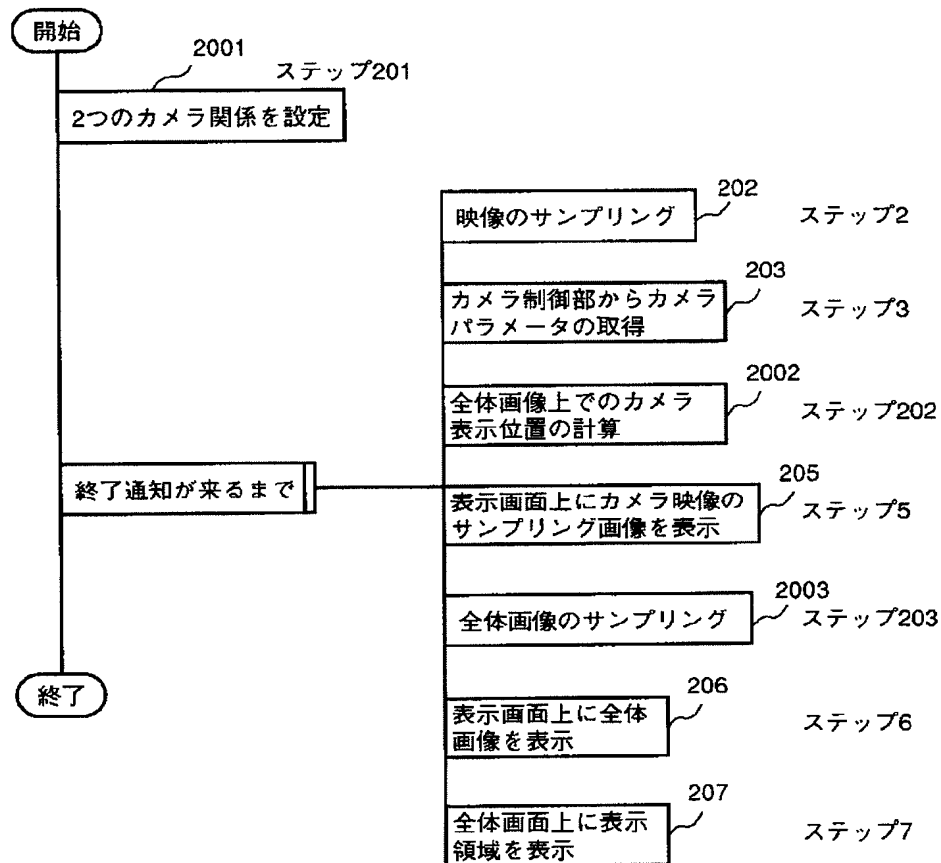 開始
2001
ステップ201
2つのカメラ関係を設定
202
映像のサンプリング
ステップ2
203
カメラ制御部からカメラ
パラメータの取得
ステップ3
2002
全体画像上でのカメラ
表示位置の計算
ステップ202
終了通知が来るまで
205
表示画面上にカメラ映像の
サンプリング画像を表示
ステップ5
2003
全体画像のサンプリング
ステップ203
終了
206
表示画面上に全体
画像を表示
ステップ6
207
全体画面上に表示
領域を表示
ステップ7